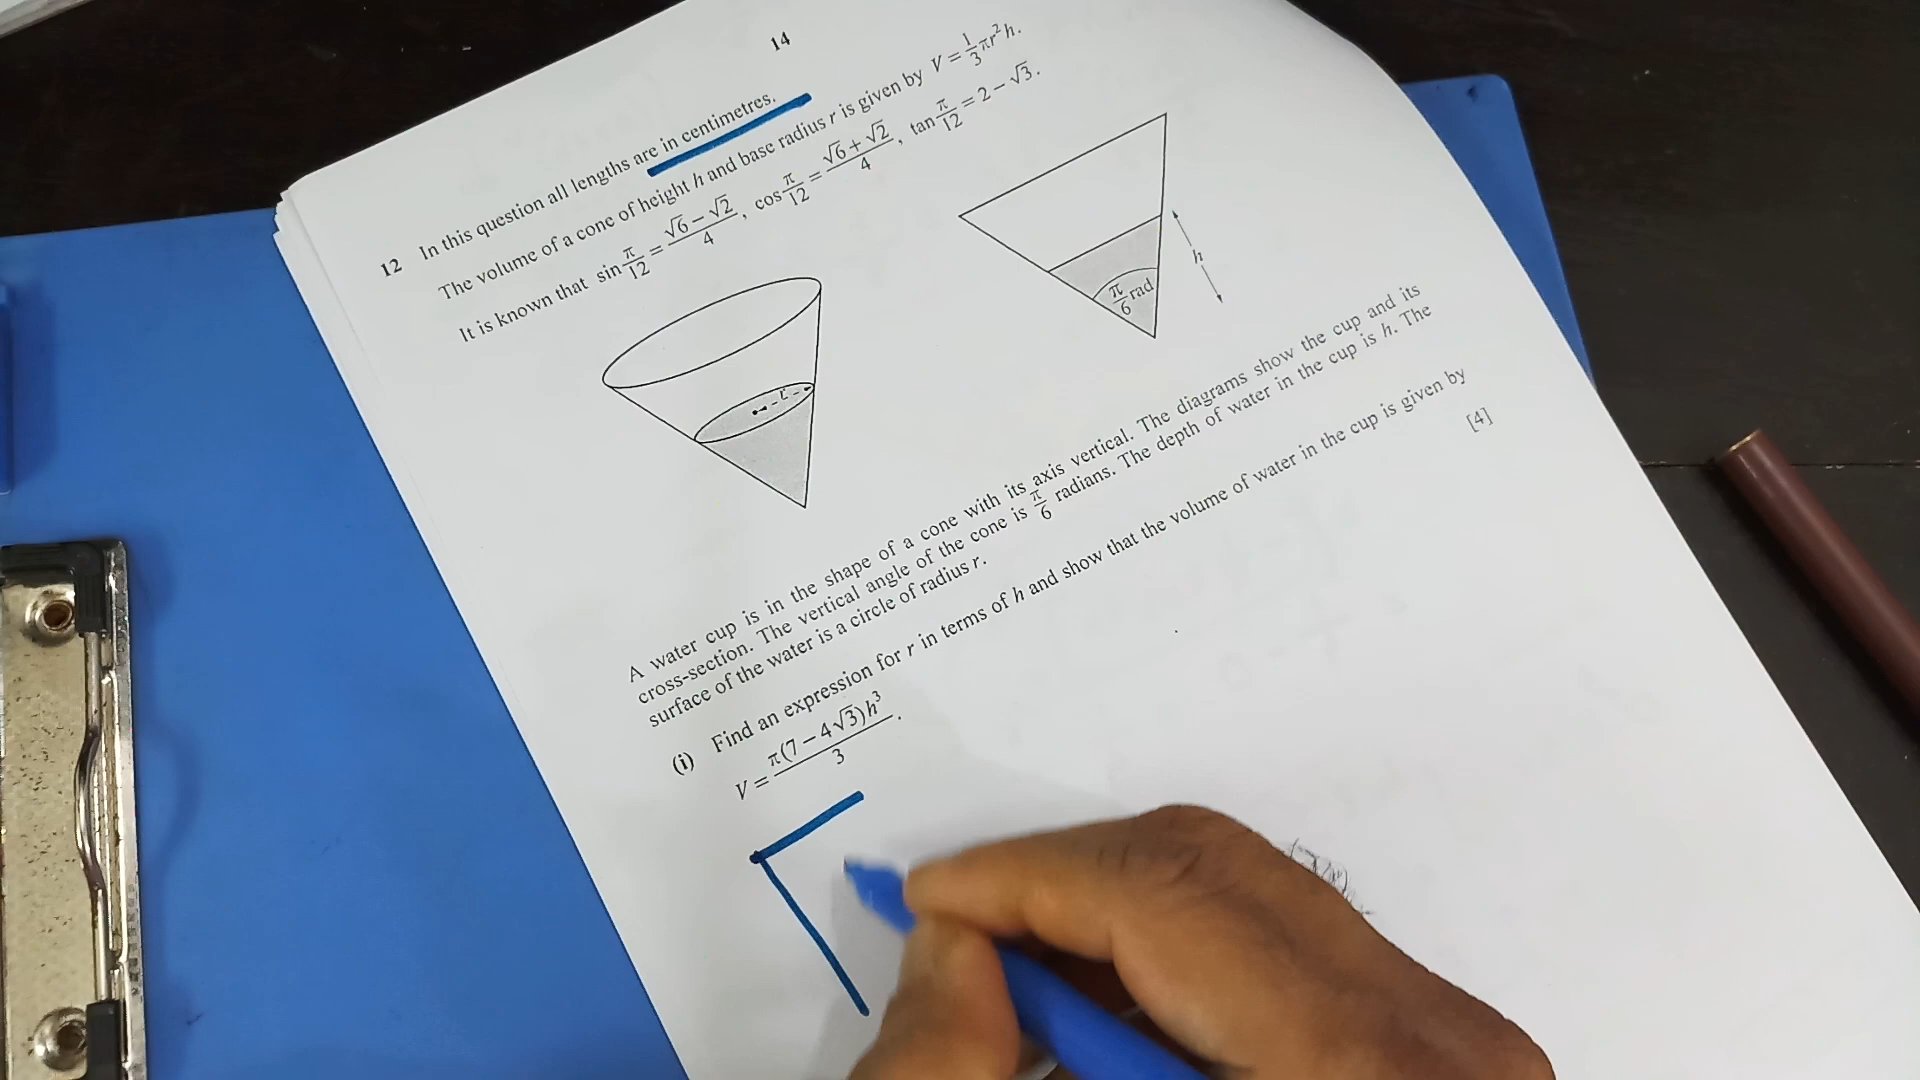 14
12 In this question all lengths are in centimetres.
The volume of a cone of height h and base radius r is given by V = 1/3 πr²h.
It is known that sin π/12 = (√6 − √2)/4, cos π/12 = (√6 + √2)/4, tan π/12 = 2 − √3.
r
π/6 rad
h
A water cup is in the shape of a cone with its axis vertical. The diagrams show the cup and its
cross-section. The vertical angle of the cone is π/6 radians. The depth of water in the cup is h. The
surface of the water is a circle of radius r.
(i) Find an expression for r in terms of h and show that the volume of water in the cup is given by
V = π(7 − 4√3)h³/3. [4]